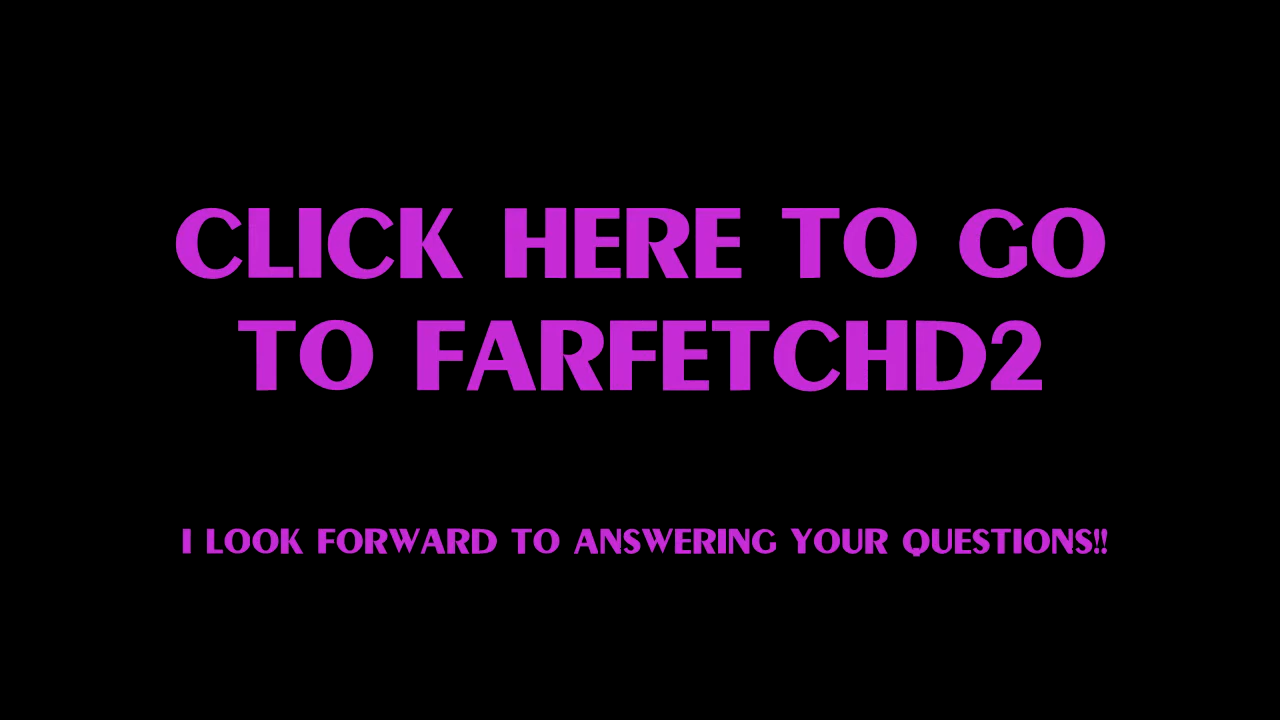 CLICK HERE TO GO
TO FARFETCHD2
I LOOK FORWARD TO ANSWERING YOUR QUESTIONS!!